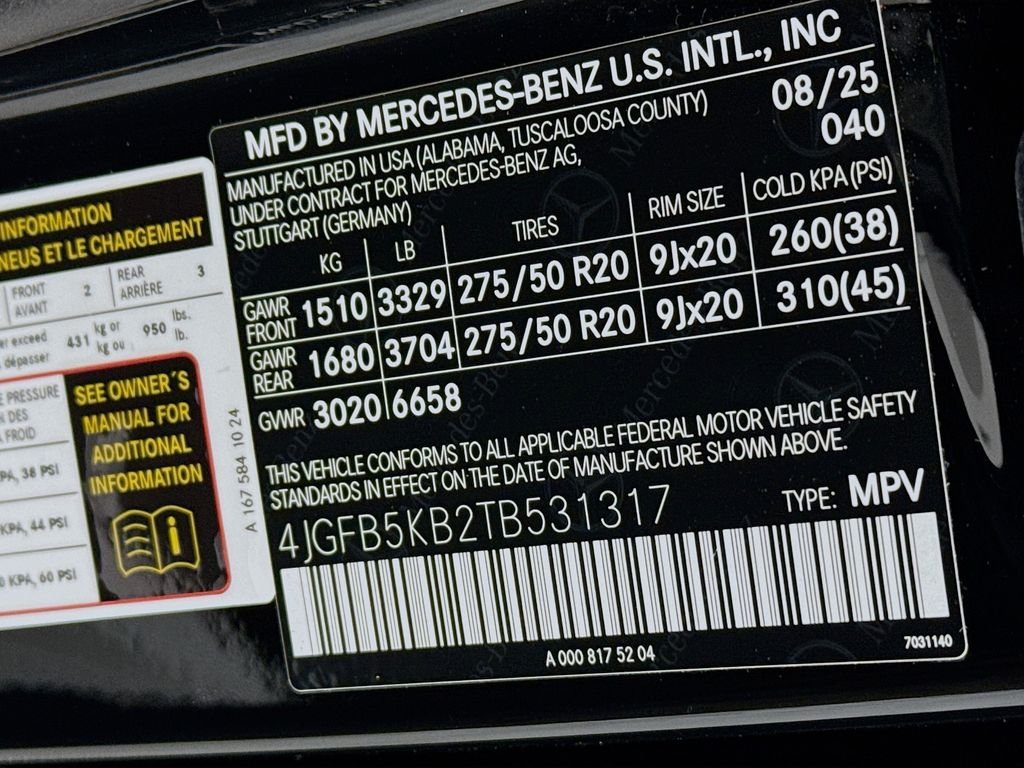 MFD BY MERCEDES-BENZ U.S. INTL., INC
MANUFACTURED IN USA (ALABAMA, TUSCALOOSA COUNTY) 08/25
UNDER CONTRACT FOR MERCEDES-BENZ AG, 040
STUTTGART (GERMANY)
KG LB TIRES RIM SIZE COLD KPA (PSI)
GAWR FRONT 1510 3329 275/50 R20 9Jx20 260(38)
GAWR REAR 1680 3704 275/50 R20 9Jx20 310(45)
GVWR 3020 6658
THIS VEHICLE CONFORMS TO ALL APPLICABLE FEDERAL MOTOR VEHICLE SAFETY
STANDARDS IN EFFECT ON THE DATE OF MANUFACTURE SHOWN ABOVE.
4JGFB5KB2TB531317 TYPE: MPV
A 000 817 52 04
7031140
INFORMATION
NEUS ET LE CHARGEMENT
FRONT 2 REAR 3
AVANT ARRIÈRE
exceed 431 kg or 950 lbs.
dépasser kg ou lb.
PRESSURE
DES
FROID
KPA, 38 PSI
KPA, 44 PSI
0 KPA, 60 PSI
SEE OWNER´S
MANUAL FOR
ADDITIONAL
INFORMATION
A 167 584 10 24